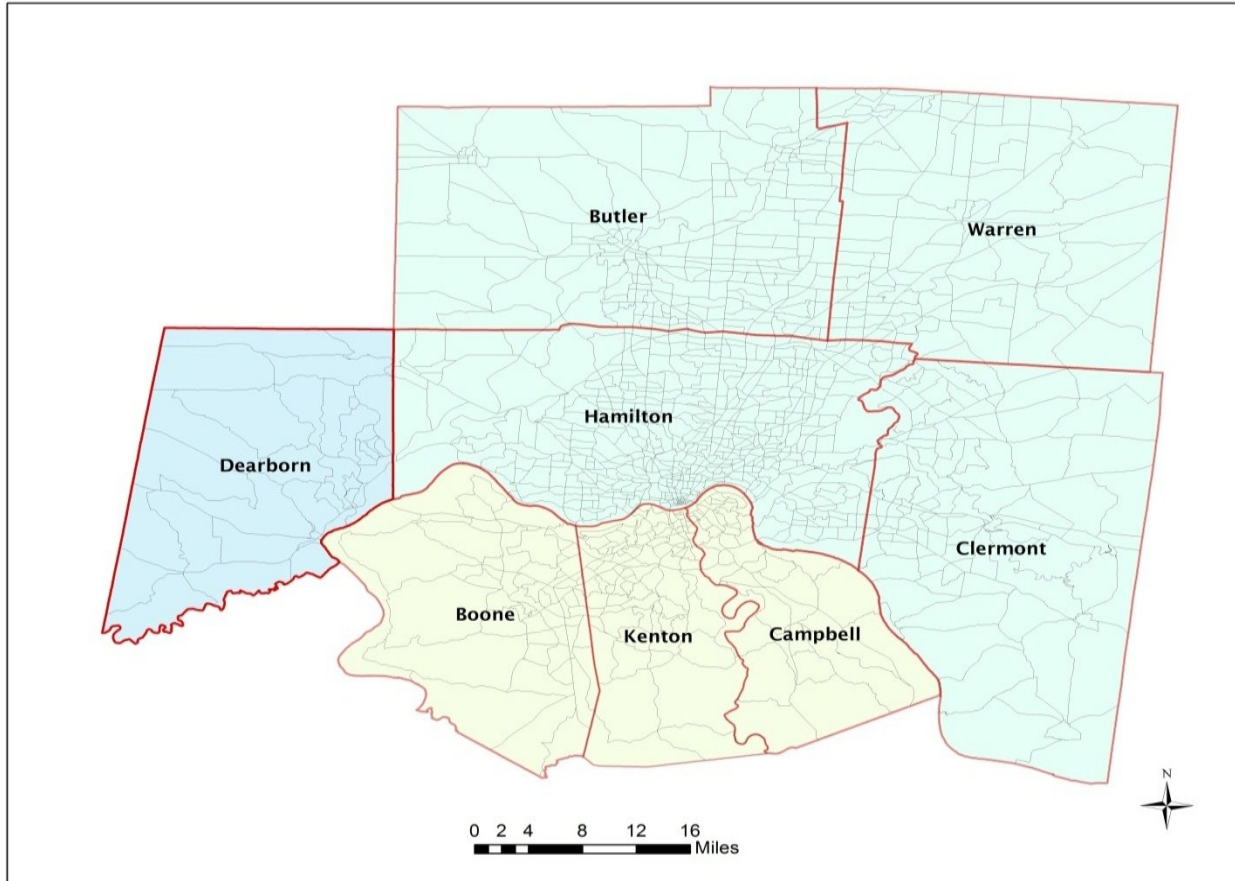 Butler
Warren
Hamilton
Dearborn
Clermont
Boone
Kenton
Campbell
N
0 2 4 8 12 16
Miles